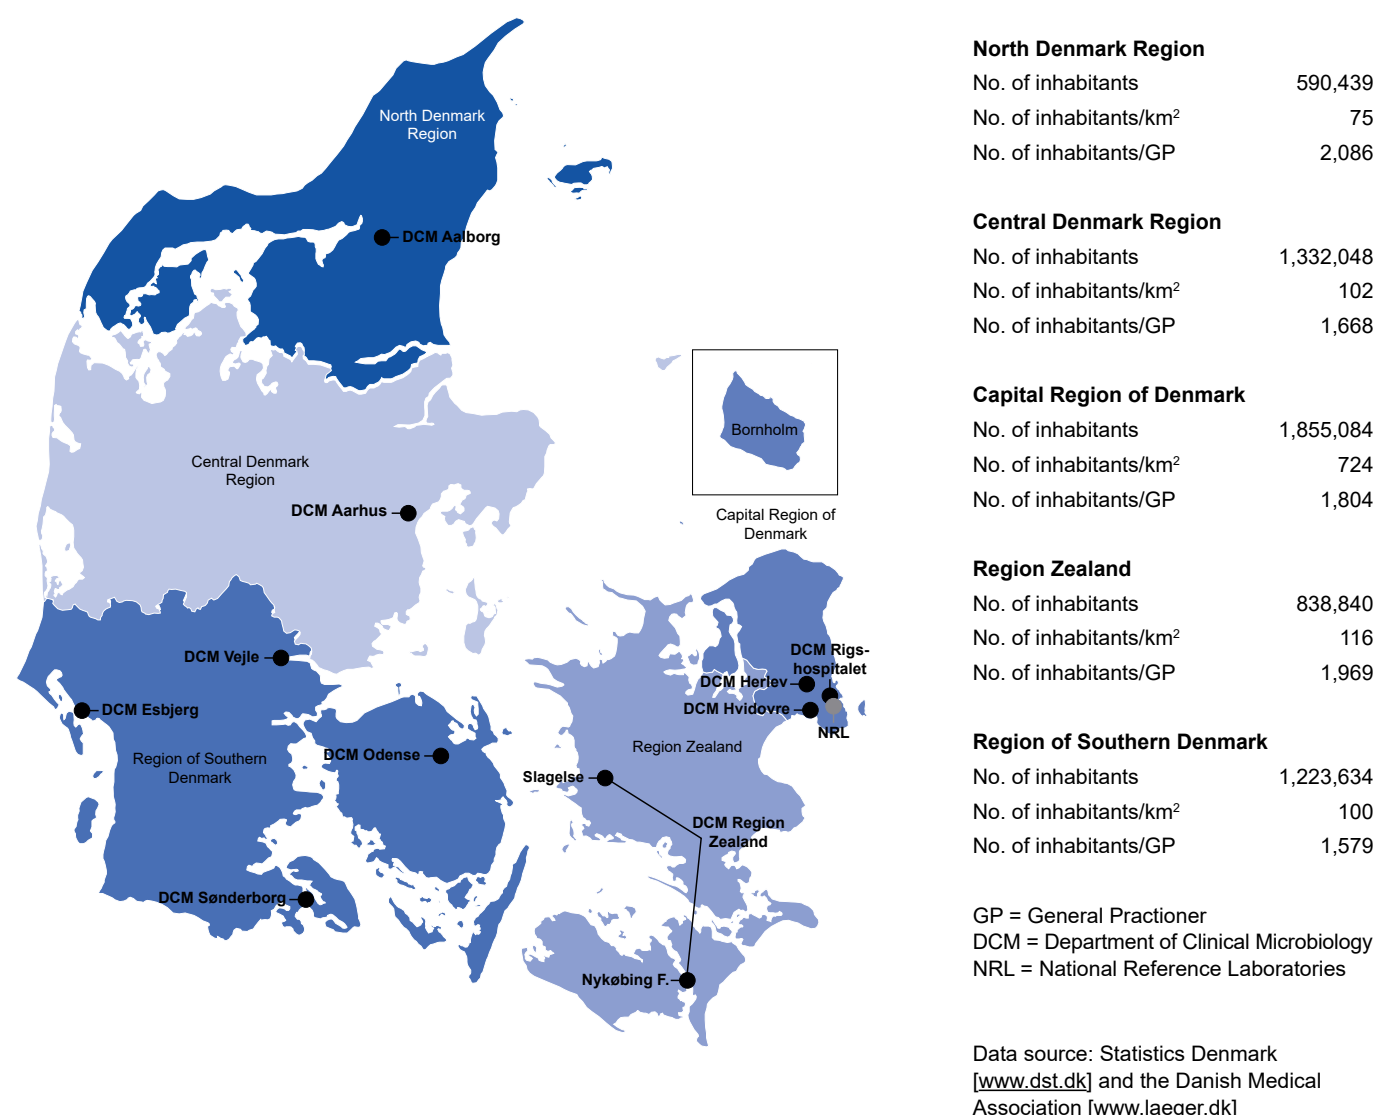 North Denmark
Region
DCM Aalborg
Central Denmark
Region
DCM Aarhus
Bornholm
Capital Region of
Denmark
DCM Vejle
DCM Esbjerg
Region of Southern
Denmark
DCM Odense
DCM Sønderborg
DCM Rigs-
hospitalet
DCM Herlev
DCM Hvidovre
NRL
Region Zealand
Slagelse
DCM Region
Zealand
Nykøbing F.
North Denmark Region
No. of inhabitants 590,439
No. of inhabitants/km² 75
No. of inhabitants/GP 2,086
Central Denmark Region
No. of inhabitants 1,332,048
No. of inhabitants/km² 102
No. of inhabitants/GP 1,668
Capital Region of Denmark
No. of inhabitants 1,855,084
No. of inhabitants/km² 724
No. of inhabitants/GP 1,804
Region Zealand
No. of inhabitants 838,840
No. of inhabitants/km² 116
No. of inhabitants/GP 1,969
Region of Southern Denmark
No. of inhabitants 1,223,634
No. of inhabitants/km² 100
No. of inhabitants/GP 1,579
GP = General Practioner
DCM = Department of Clinical Microbiology
NRL = National Reference Laboratories
Data source: Statistics Denmark
[www.dst.dk] and the Danish Medical
Association [www.laeger.dk]